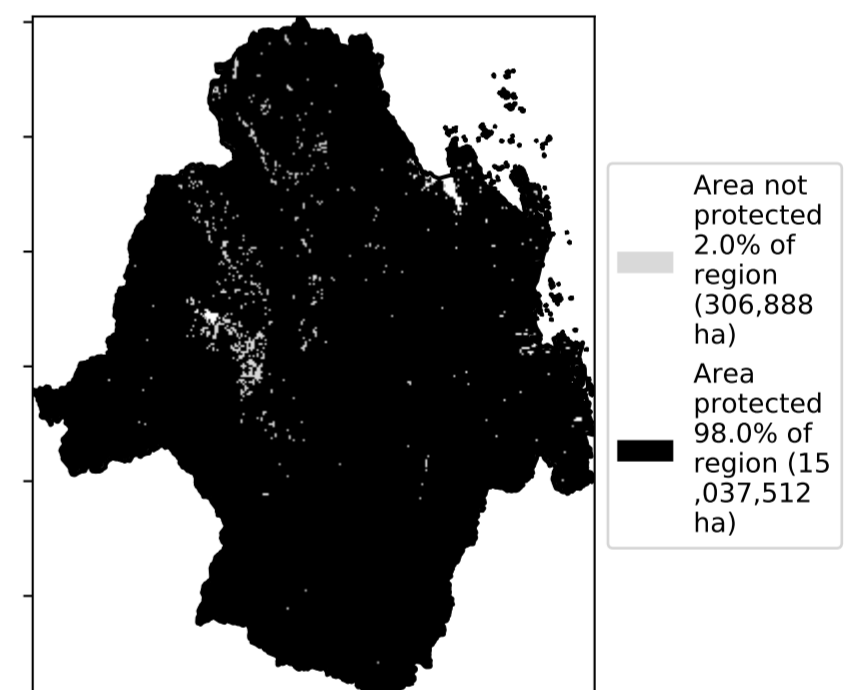 Area not
protected
2.0% of
region
(306,888
ha)
Area
protected
98.0% of
region (15
,037,512
ha)